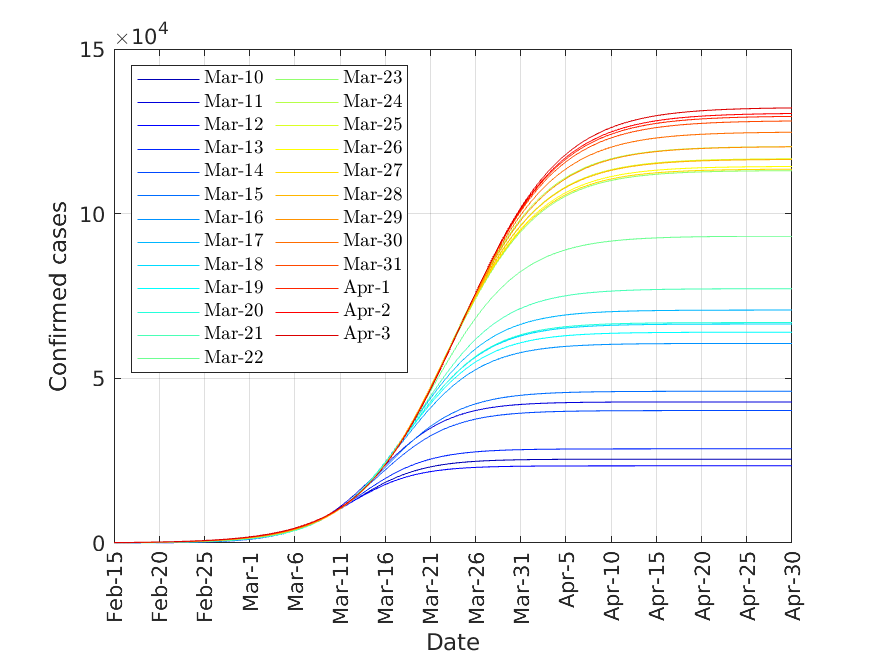 ×10⁴
15
10
5
0
Confirmed cases
Mar-10
Mar-11
Mar-12
Mar-13
Mar-14
Mar-15
Mar-16
Mar-17
Mar-18
Mar-19
Mar-20
Mar-21
Mar-22
Mar-23
Mar-24
Mar-25
Mar-26
Mar-27
Mar-28
Mar-29
Mar-30
Mar-31
Apr-1
Apr-2
Apr-3
Feb-15
Feb-20
Feb-25
Mar-1
Mar-6
Mar-11
Mar-16
Mar-21
Mar-26
Mar-31
Apr-5
Apr-10
Apr-15
Apr-20
Apr-25
Apr-30
Date